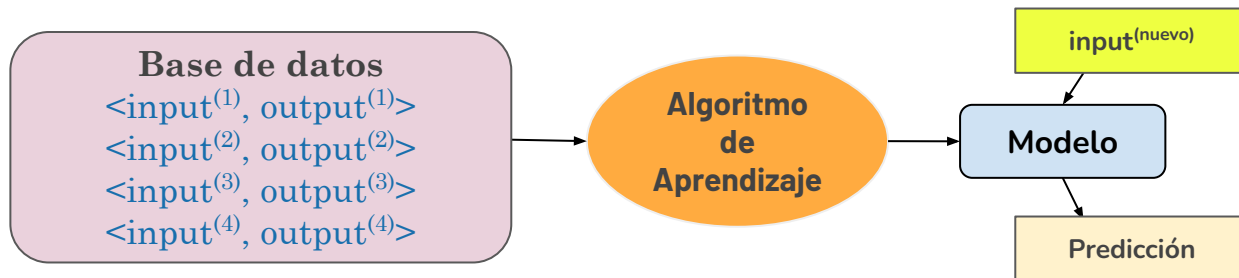 Base de datos
<input⁽¹⁾, output⁽¹⁾>
<input⁽²⁾, output⁽²⁾>
<input⁽³⁾, output⁽³⁾>
<input⁽⁴⁾, output⁽⁴⁾>
Algoritmo
de
Aprendizaje
input⁽ⁿᵘᵉᵛᵒ⁾
Modelo
Predicción